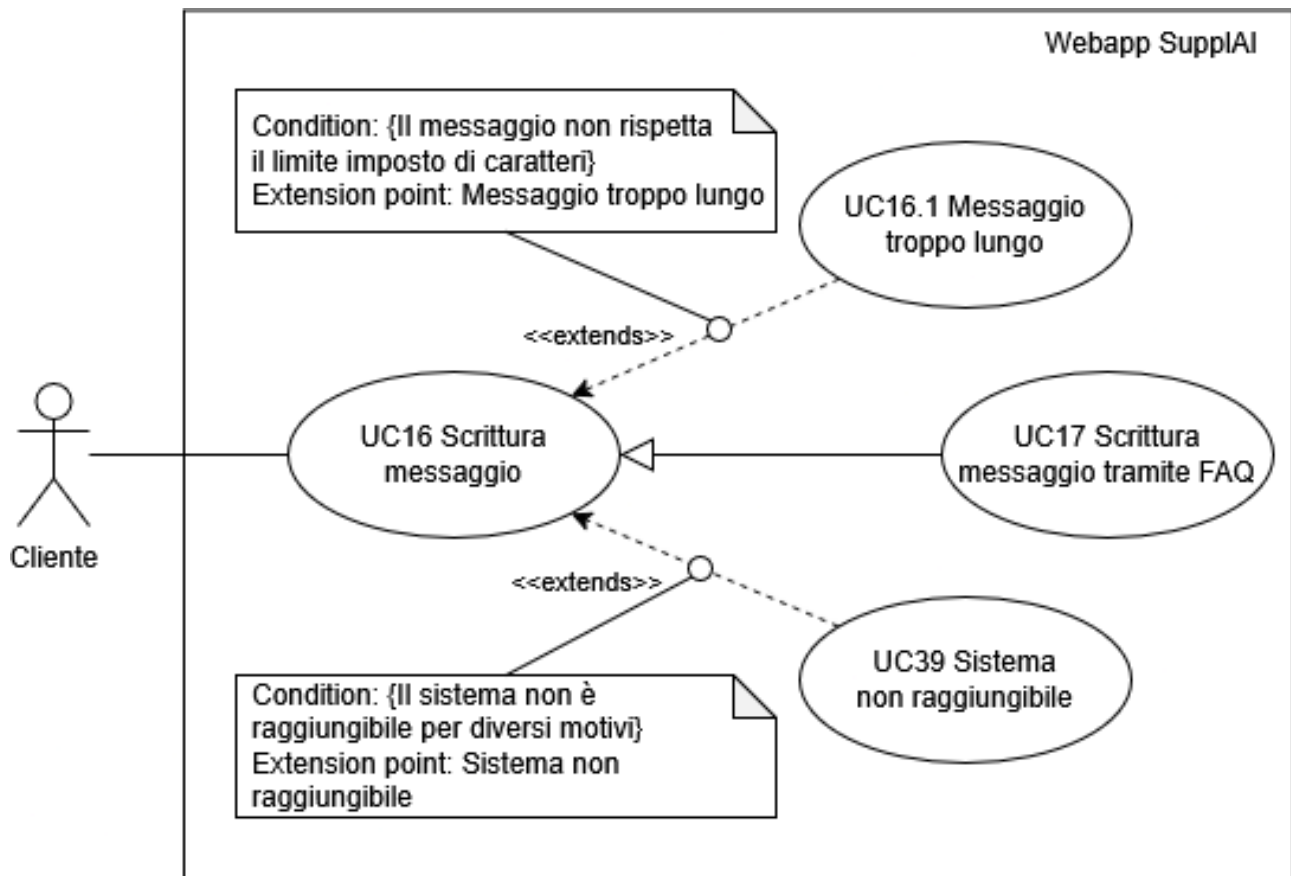 Webapp SupplAI
Condition: {Il messaggio non rispetta
il limite imposto di caratteri}
Extension point: Messaggio troppo lungo
UC16.1 Messaggio
troppo lungo
<<extends>>
UC16 Scrittura
messaggio
UC17 Scrittura
messaggio tramite FAQ
Cliente
<<extends>>
UC39 Sistema
non raggiungibile
Condition: {Il sistema non è
raggiungibile per diversi motivi}
Extension point: Sistema non
raggiungibile